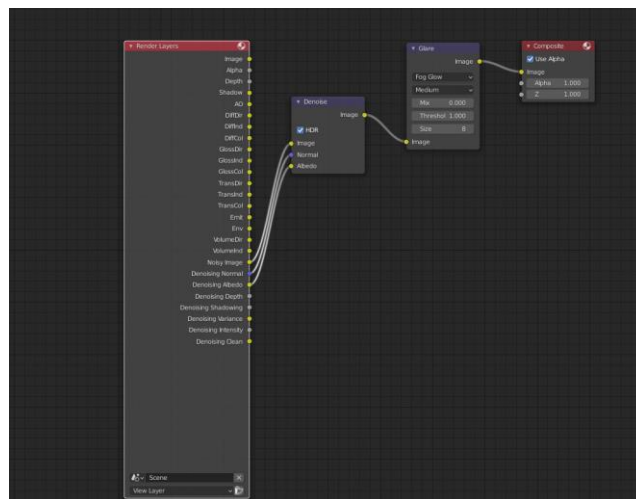 Render Layers
Image
Alpha
Depth
Shadow
AO
DiffDir
DiffInd
DiffCol
GlossDir
GlossInd
GlossCol
TransDir
TransInd
TransCol
Emit
Env
VolumeDir
VolumeInd
Noisy Image
Denoising Normal
Denoising Albedo
Denoising Depth
Denoising Shadowing
Denoising Variance
Denoising Intensity
Denoising Clean
Scene
View Layer
Denoise
Image
HDR
Image
Normal
Albedo
Glare
Image
Fog Glow
Medium
Mix 0.000
Threshol 1.000
Size 8
Image
Composite
Use Alpha
Image
Alpha 1.000
Z 1.000